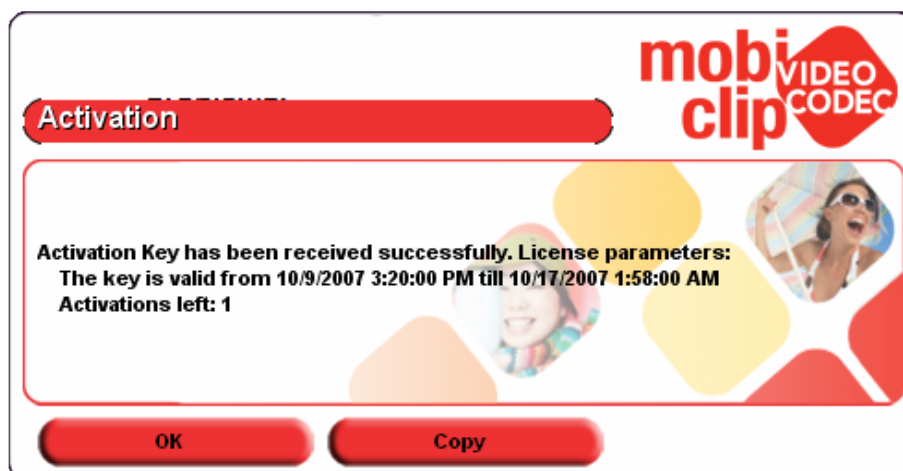 mobi
clip
VIDEO
CODEC
Activation
Activation Key has been received successfully. License parameters:
The key is valid from 10/9/2007 3:20:00 PM till 10/17/2007 1:58:00 AM
Activations left: 1
OK
Copy